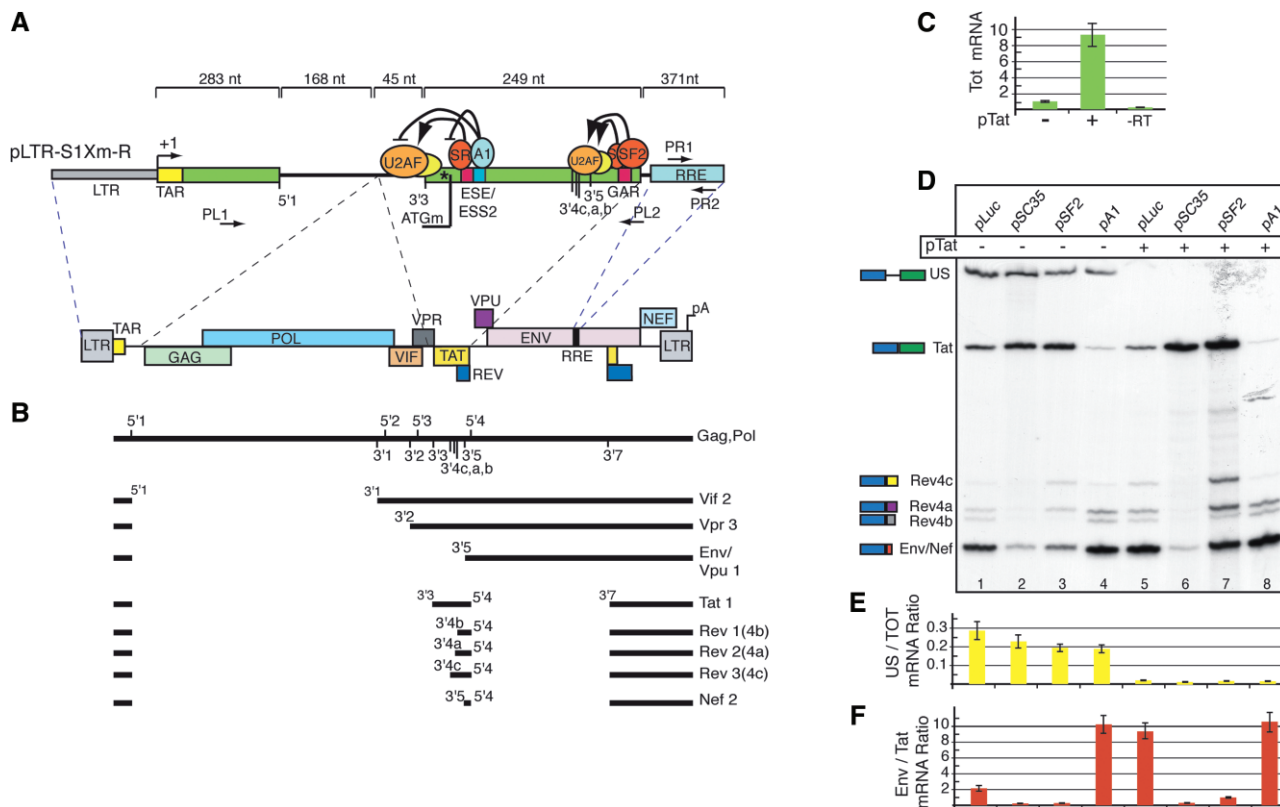 A
283 nt
168 nt
45 nt
249 nt
371nt
pLTR-S1Xm-R
+1
U2AF
SR
A1
U2AF
S
SF2
PR1
RRE
LTR
TAR
5'1
3'3
ESE/
ESS2
3'5
3'4c,a,b
GAR
PR2
ATGm
*
PL1
PL2
VPU
NEF
pA
LTR
TAR
POL
VPR
ENV
LTR
GAG
VIF
TAT
RRE
REV
B
5'1
5'2
5'3
5'4
Gag,Pol
3'1
3'2
3'3
3'5
3'7
3'4c,a,b
5'1
3'1
Vif 2
3'2
Vpr 3
3'5
Env/
Vpu 1
3'3
5'4
3'7
Tat 1
3'4b
5'4
Rev 1(4b)
3'4a
5'4
Rev 2(4a)
3'4c
5'4
Rev 3(4c)
3'5
5'4
Nef 2
C
Tot mRNA
10
8
6
4
2
pTat
-
+
-RT
D
pLuc
pSC35
pSF2
pA1
pLuc
pSC35
pSF2
pA1
pTat
-
-
-
-
+
+
+
+
US
Tat
Rev4c
Rev4a
Rev4b
Env/Nef
1
2
3
4
5
6
7
8
E
US / TOT
mRNA Ratio
0.3
0.2
0.1
F
Env / Tat
mRNA Ratio
10
8
6
4
2